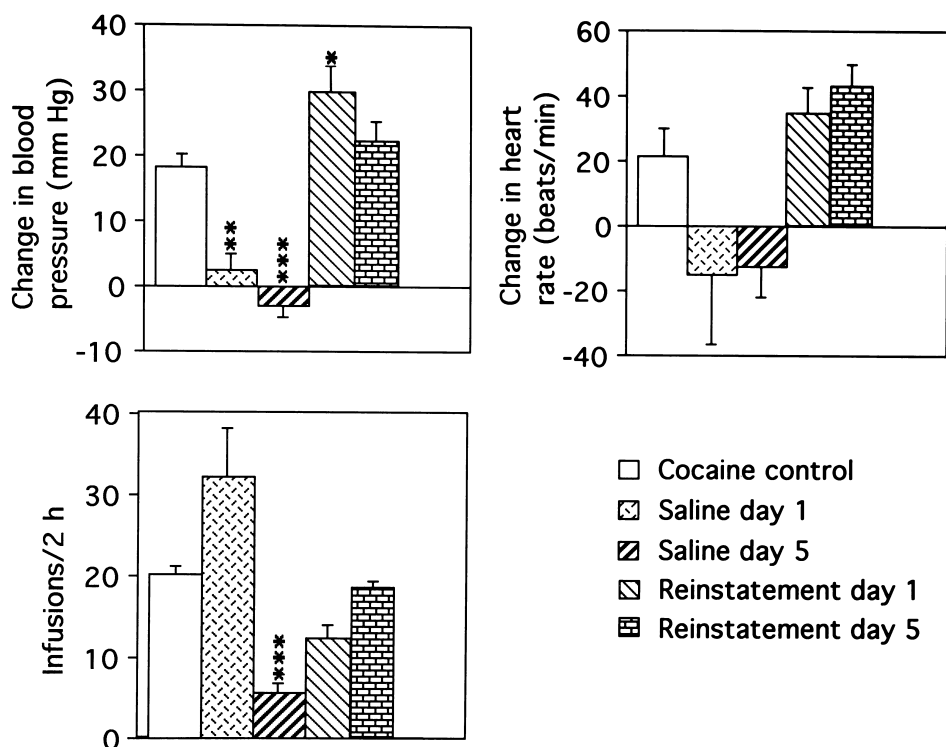 Change in blood
pressure (mm Hg)
40
30
20
10
0
-10
**
***
*
Change in heart
rate (beats/min)
60
40
20
0
-20
-40
Infusions/2 h
40
30
20
10
0
***
Cocaine control
Saline day 1
Saline day 5
Reinstatement day 1
Reinstatement day 5